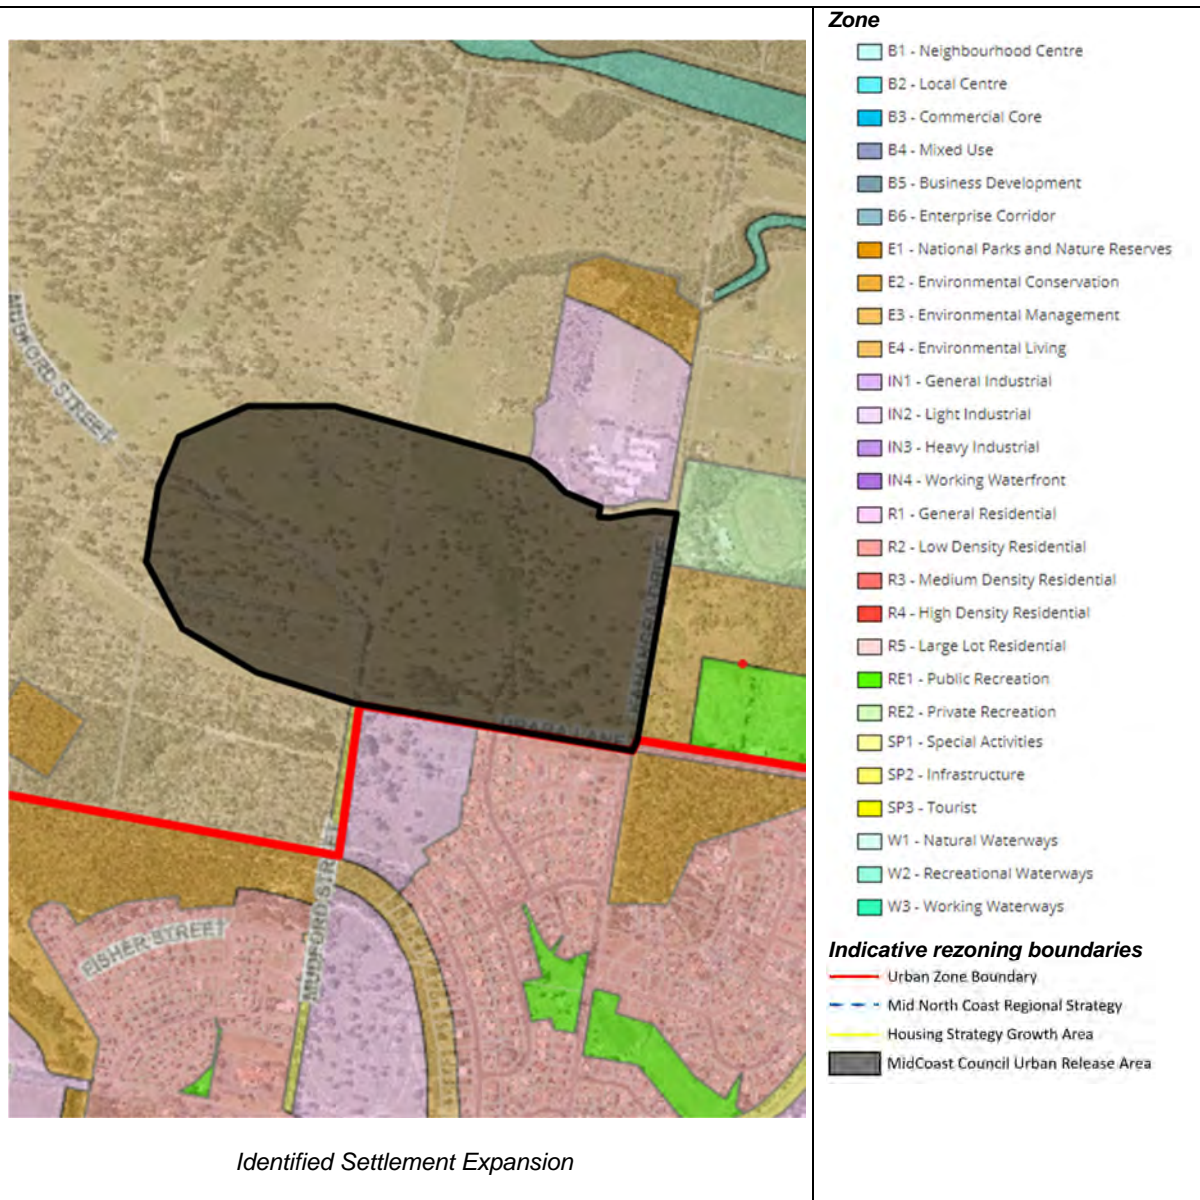 Zone
B1 - Neighbourhood Centre
B2 - Local Centre
B3 - Commercial Core
B4 - Mixed Use
B5 - Business Development
B6 - Enterprise Corridor
E1 - National Parks and Nature Reserves
E2 - Environmental Conservation
E3 - Environmental Management
E4 - Environmental Living
IN1 - General Industrial
IN2 - Light Industrial
IN3 - Heavy Industrial
IN4 - Working Waterfront
R1 - General Residential
R2 - Low Density Residential
R3 - Medium Density Residential
R4 - High Density Residential
R5 - Large Lot Residential
RE1 - Public Recreation
RE2 - Private Recreation
SP1 - Special Activities
SP2 - Infrastructure
SP3 - Tourist
W1 - Natural Waterways
W2 - Recreational Waterways
W3 - Working Waterways
Indicative rezoning boundaries
Urban Zone Boundary
Mid North Coast Regional Strategy
Housing Strategy Growth Area
MidCoast Council Urban Release Area
MUDFORD STREET
DRIVE
LANE
MUDFORD STREET
FISHER STREET
Identified Settlement Expansion